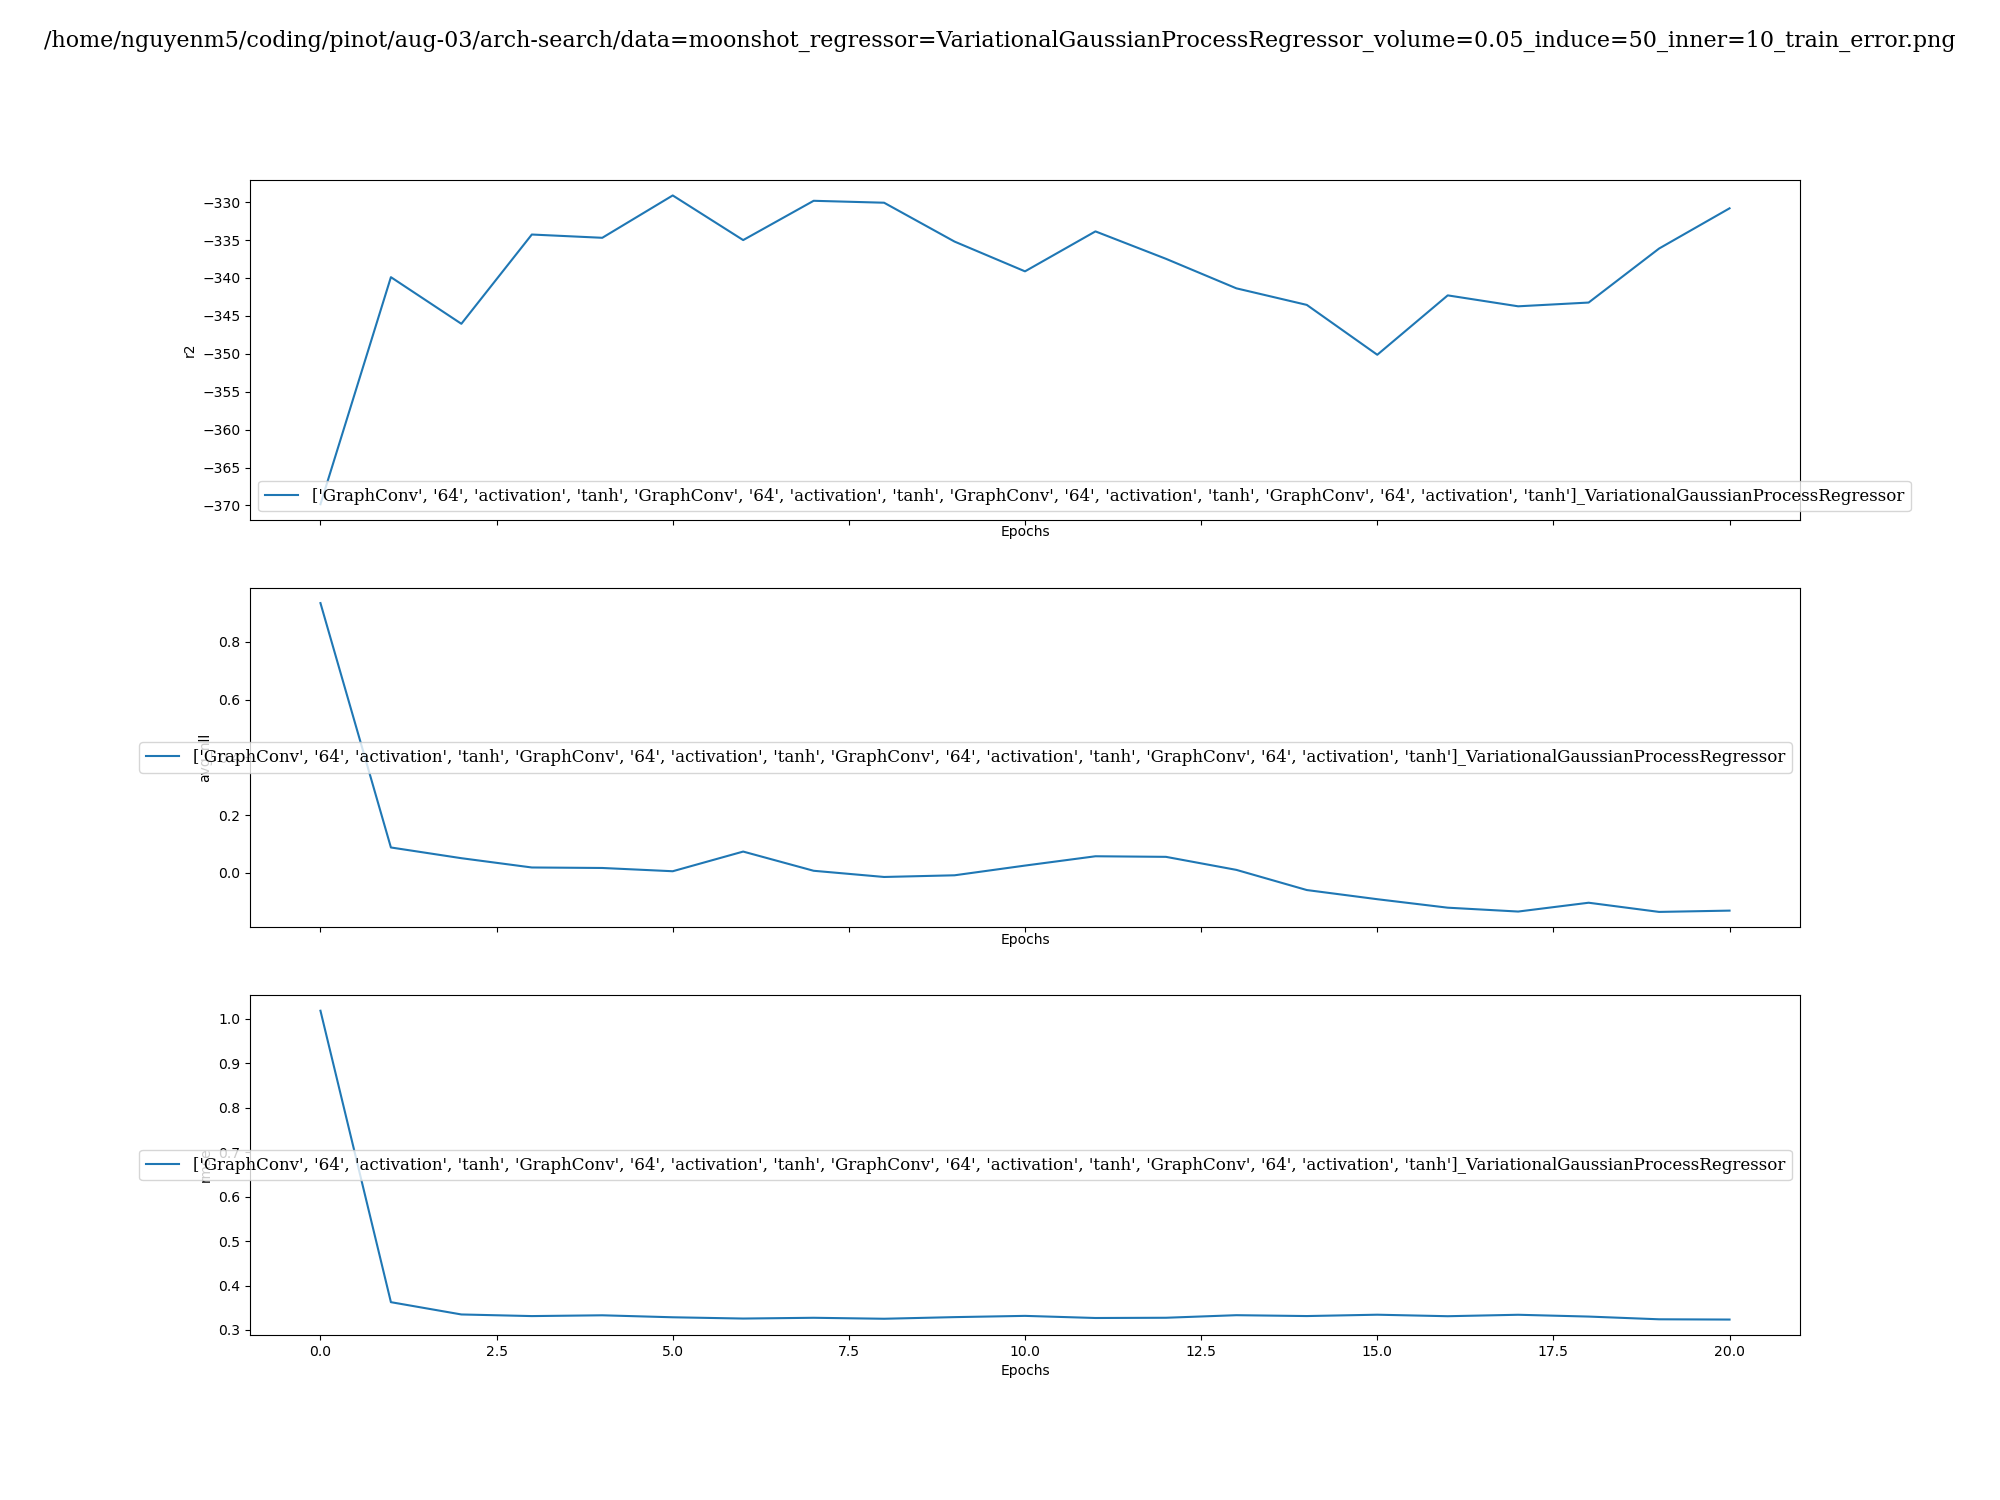 /home/nguyenm5/coding/pinot/aug-03/arch-search/data=moonshot_regressor=VariationalGaussianProcessRegressor_volume=0.05_induce=50_inner=10_train_error.png
−330
−335
−340
−345
−350
−355
−360
−365
−370
r2
['GraphConv', '64', 'activation', 'tanh', 'GraphConv', '64', 'activation', 'tanh', 'GraphConv', '64', 'activation', 'tanh', 'GraphConv', '64', 'activation', 'tanh']_VariationalGaussianProcessRegressor
Epochs
0.8
0.6
0.2
0.0
['GraphConv', '64', 'activation', 'tanh', 'GraphConv', '64', 'activation', 'tanh', 'GraphConv', '64', 'activation', 'tanh', 'GraphConv', '64', 'activation', 'tanh']_VariationalGaussianProcessRegressor
Epochs
1.0
0.9
0.8
0.7
0.6
0.5
0.4
0.3
['GraphConv', '64', 'activation', 'tanh', 'GraphConv', '64', 'activation', 'tanh', 'GraphConv', '64', 'activation', 'tanh', 'GraphConv', '64', 'activation', 'tanh']_VariationalGaussianProcessRegressor
0.0 2.5 5.0 7.5 10.0 12.5 15.0 17.5 20.0
Epochs